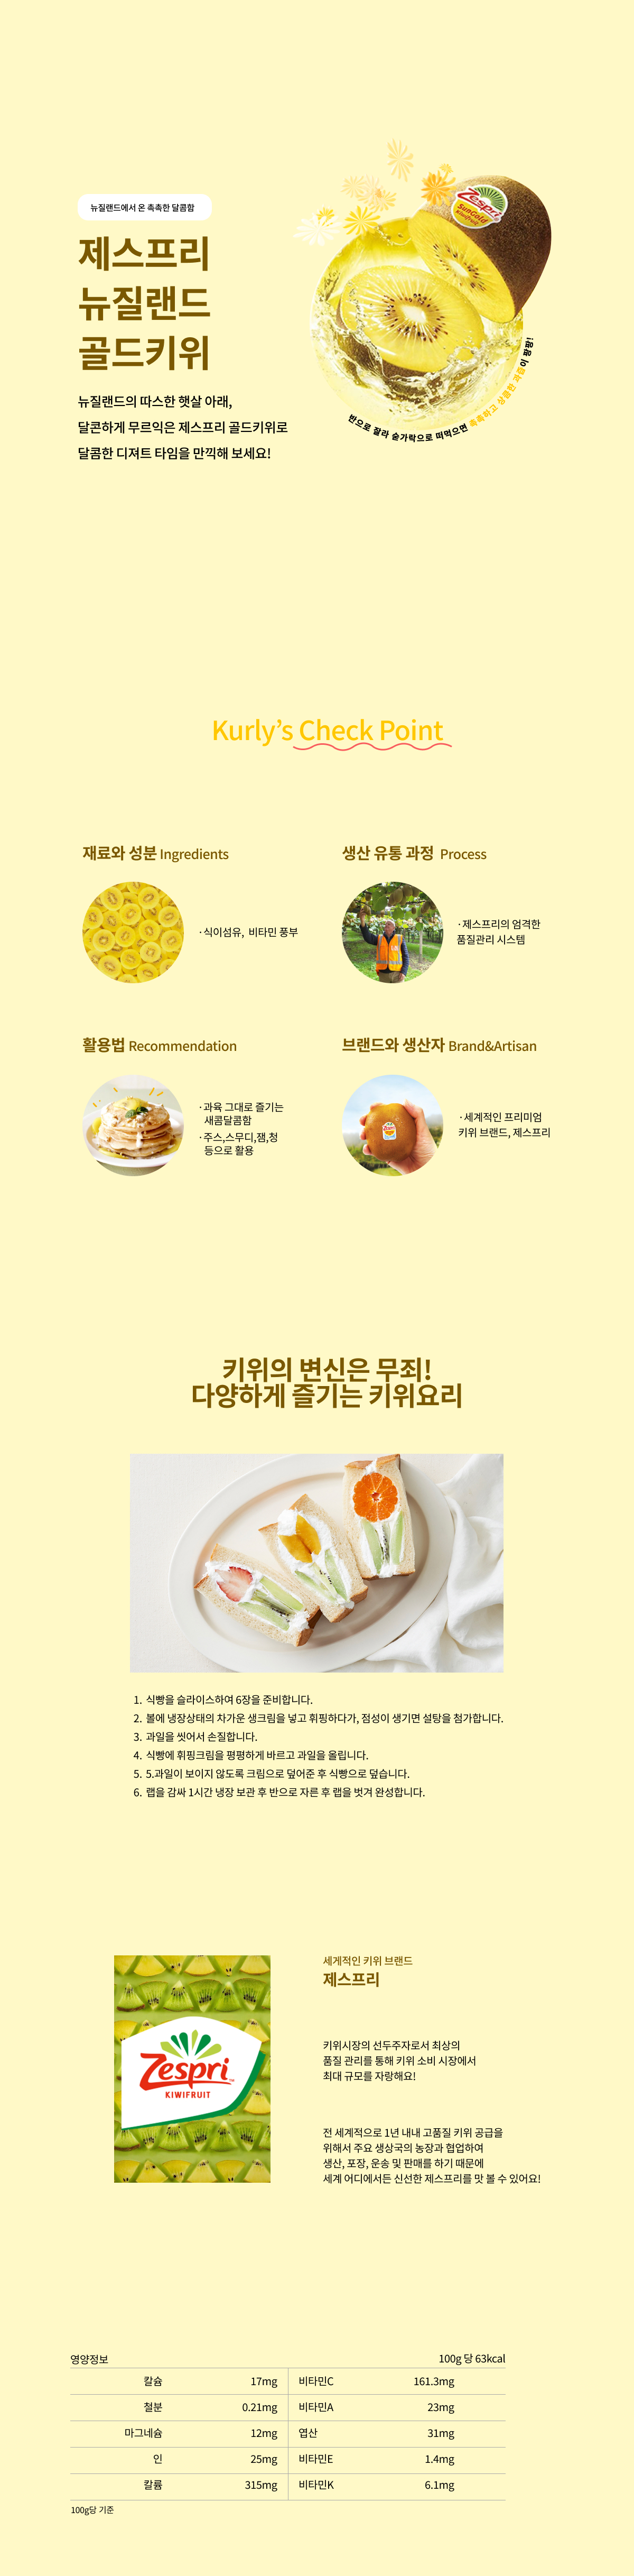 뉴질랜드에서 온 촉촉한 달콤함
제스프리
뉴질랜드
골드키위
뉴질랜드의 따스한 햇살 아래,
달콘하게 무르익은 제스프리 골드키위로
달콤한 디져트 타임을 만끽해 보세요!
Zespri
SunGold
Kiwifruit
반으로 잘라 숟가락으로 떠먹으면 촉촉하고 상콤한 과즙이 팡팡!
Kurly's Check Point
재료와 성분 Ingredients
· 식이섬유, 비타민 풍부
생산 유통 과정 Process
· 제스프리의 엄격한
품질관리 시스템
활용법 Recommendation
· 과육 그대로 즐기는
새콤달콤함
· 주스,스무디,잼,청
등으로 활용
브랜드와 생산자 Brand&Artisan
· 세계적인 프리미엄
키위 브랜드, 제스프리
키위의 변신은 무죄!
다양하게 즐기는 키위요리
1. 식빵을 슬라이스하여 6장을 준비합니다.
2. 볼에 냉장상태의 차가운 생크림을 넣고 휘핑하다가, 점성이 생기면 설탕을 첨가합니다.
3. 과일을 씻어서 손질합니다.
4. 식빵에 휘핑크림을 평평하게 바르고 과일을 올립니다.
5. 5.과일이 보이지 않도록 크림으로 덮어준 후 식빵으로 덮습니다.
6. 랩을 감싸 1시간 냉장 보관 후 반으로 자른 후 랩을 벗겨 완성합니다.
Zespri
KIWIFRUIT
세게적인 키위 브랜드
제스프리
키위시장의 선두주자로서 최상의
품질 관리를 통해 키위 소비 시장에서
최대 규모를 자랑해요!
전 세계적으로 1년 내내 고품질 키위 공급을
위해서 주요 생상국의 농장과 협업하여
생산, 포장, 운송 및 판매를 하기 때문에
세계 어디에서든 신선한 제스프리를 맛 볼 수 있어요!
영양정보 100g 당 63kcal
칼슘 17mg 비타민C 161.3mg
철분 0.21mg 비타민A 23mg
마그네슘 12mg 엽산 31mg
인 25mg 비타민E 1.4mg
칼륨 315mg 비타민K 6.1mg
100g당 기준